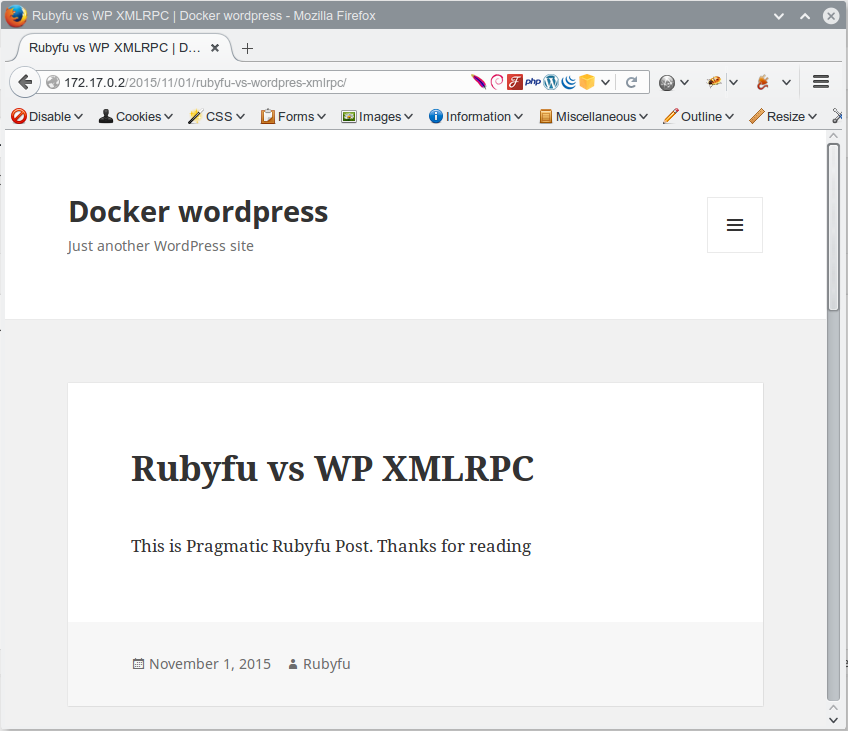 Rubyfu vs WP XMLRPC | Docker wordpress - Mozilla Firefox
Rubyfu vs WP XMLRPC | D...
172.17.0.2/2015/11/01/rubyfu-vs-wordpres-xmlrpc/
php
Disable Cookies CSS Forms Images Information Miscellaneous Outline Resize
Docker wordpress
Just another WordPress site
Rubyfu vs WP XMLRPC
This is Pragmatic Rubyfu Post. Thanks for reading
November 1, 2015 Rubyfu